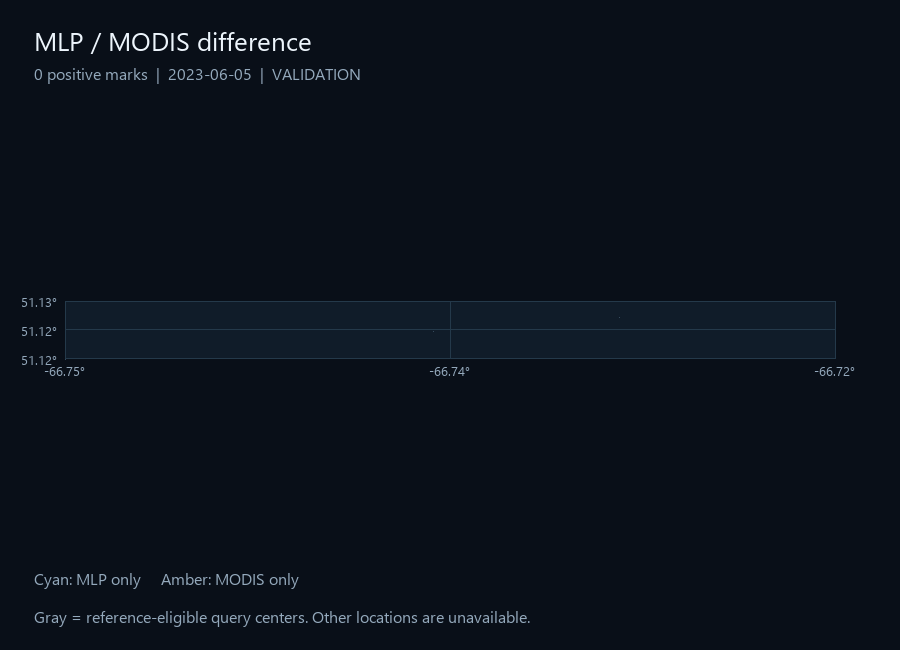 MLP / MODIS difference
0 positive marks | 2023-06-05 | VALIDATION
51.13°
51.12°
51.12°
-66.75° -66.74° -66.72°
Cyan: MLP only Amber: MODIS only
Gray = reference-eligible query centers. Other locations are unavailable.